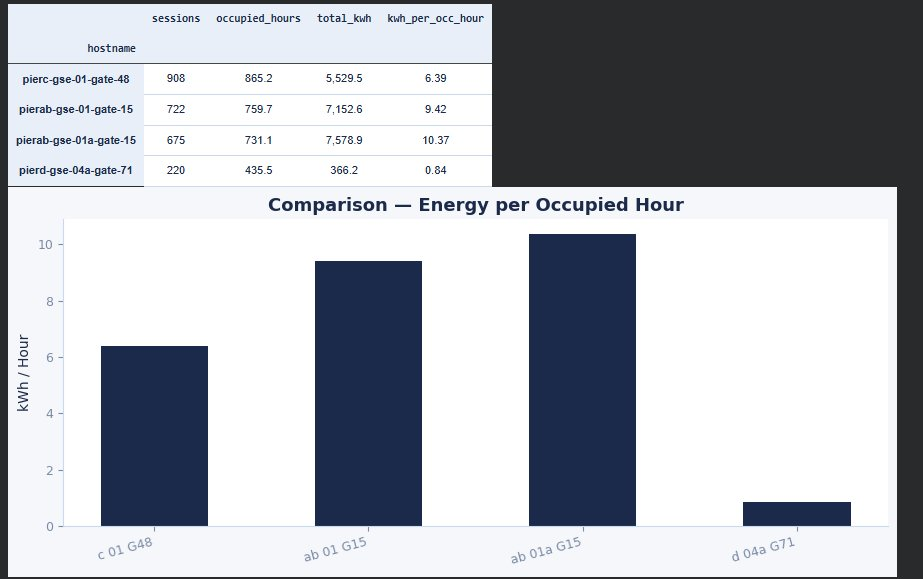 sessions occupied_hours total_kwh kwh_per_occ_hour
hostname
pierc-gse-01-gate-48 908 865.2 5,529.5 6.39
pierab-gse-01-gate-15 722 759.7 7,152.6 9.42
pierab-gse-01a-gate-15 675 731.1 7,578.9 10.37
pierd-gse-04a-gate-71 220 435.5 366.2 0.84
Comparison — Energy per Occupied Hour
kWh / Hour
10
8
6
4
2
0
c 01 G48 ab 01 G15 ab 01a G15 d 04a G71